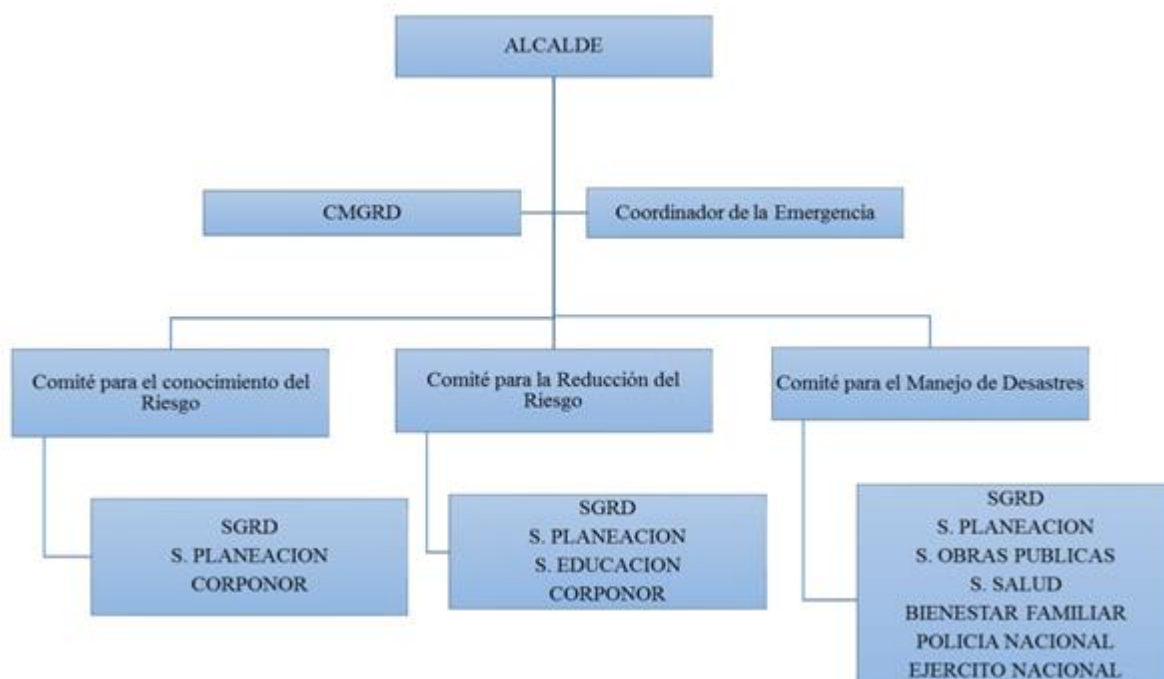 ALCALDE
CMGRD
Coordinador de la Emergencia
Comité para el conocimiento del
Riesgo
SGRD
S. PLANEACION
CORPONOR
Comité para la Reducción del
Riesgo
SGRD
S. PLANEACION
S. EDUCACION
CORPONOR
Comité para el Manejo de Desastres
SGRD
S. PLANEACION
S. OBRAS PUBLICAS
S. SALUD
BIENESTAR FAMILIAR
POLICIA NACIONAL
EJERCITO NACIONAL